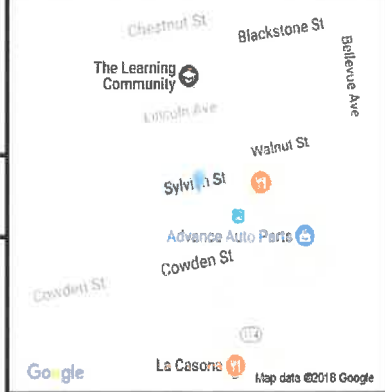 Chestnut St
Blackstone St
Bellevue Ave
The Learning
Community
Lincoln Ave
Walnut St
St
Advance Auto Parts
Cowden St
Cowden St
114
La Casona
Google
Map data ©2018 Google